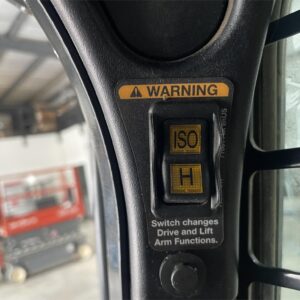 ⚠ WARNING
ISO
H
Switch changes
Drive and Lift
Arm Functions.